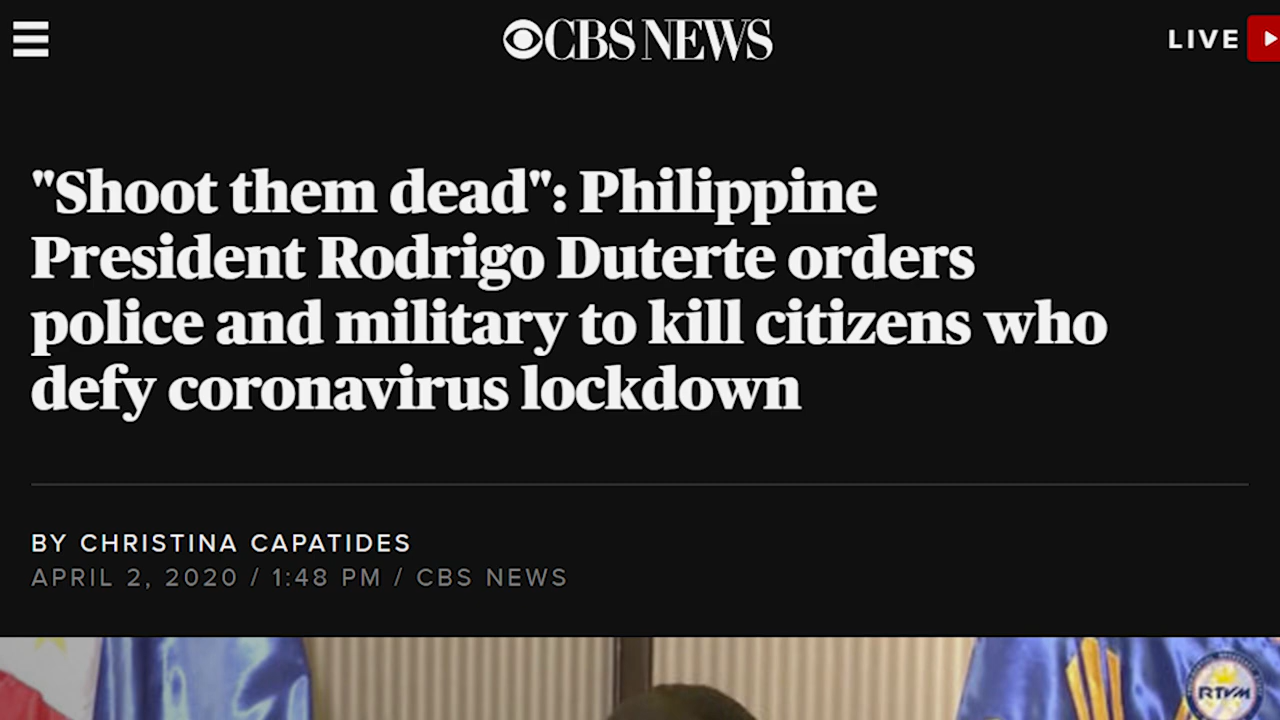 CBS NEWS
LIVE
"Shoot them dead": Philippine
President Rodrigo Duterte orders
police and military to kill citizens who
defy coronavirus lockdown
BY CHRISTINA CAPATIDES
APRIL 2, 2020 / 1:48 PM / CBS NEWS
RTVM